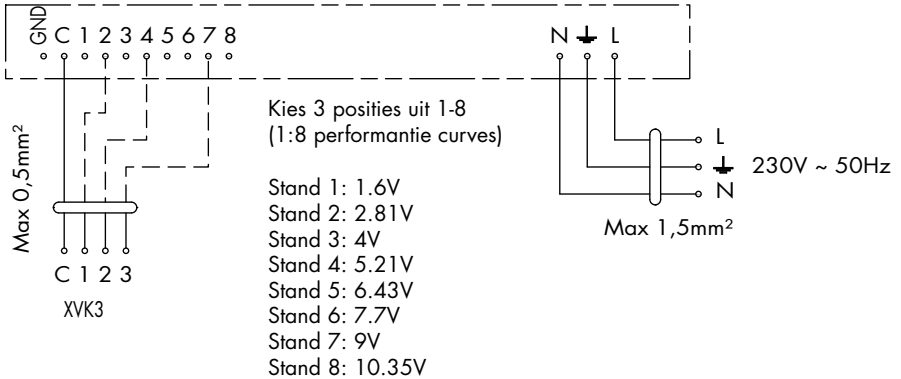 GND C 1 2 3 4 5 6 7 8
N L
Kies 3 posities uit 1-8
(1:8 performantie curves)
Max 0,5mm²
C 1 2 3
XVK3
Stand 1: 1.6V
Stand 2: 2.81V
Stand 3: 4V
Stand 4: 5.21V
Stand 5: 6.43V
Stand 6: 7.7V
Stand 7: 9V
Stand 8: 10.35V
L
230V ~ 50Hz
N
Max 1,5mm²